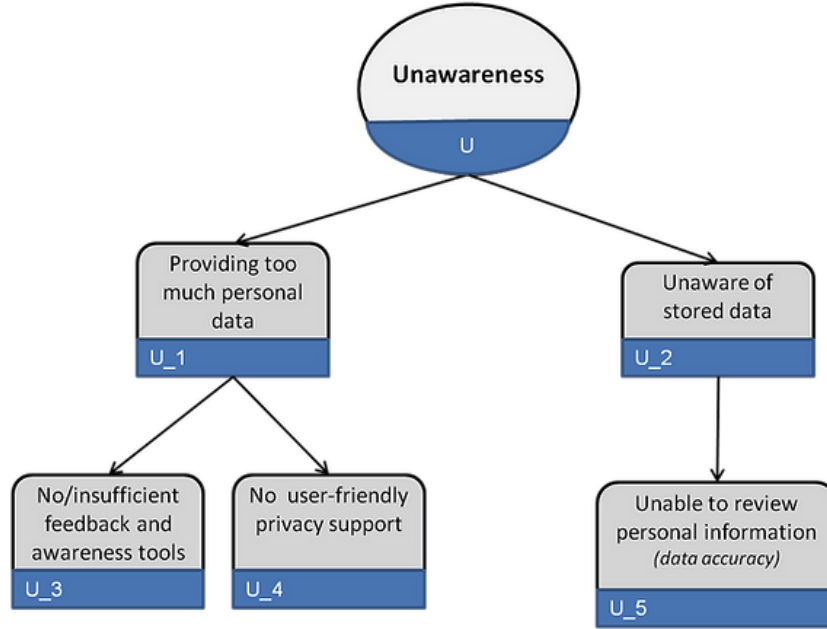 Unawareness
U
Providing too
much personal
data
U_1
Unaware of
stored data
U_2
No/insufficient
feedback and
awareness tools
U_3
No user-friendly
privacy support
U_4
Unable to review
personal information
(data accuracy)
U_5